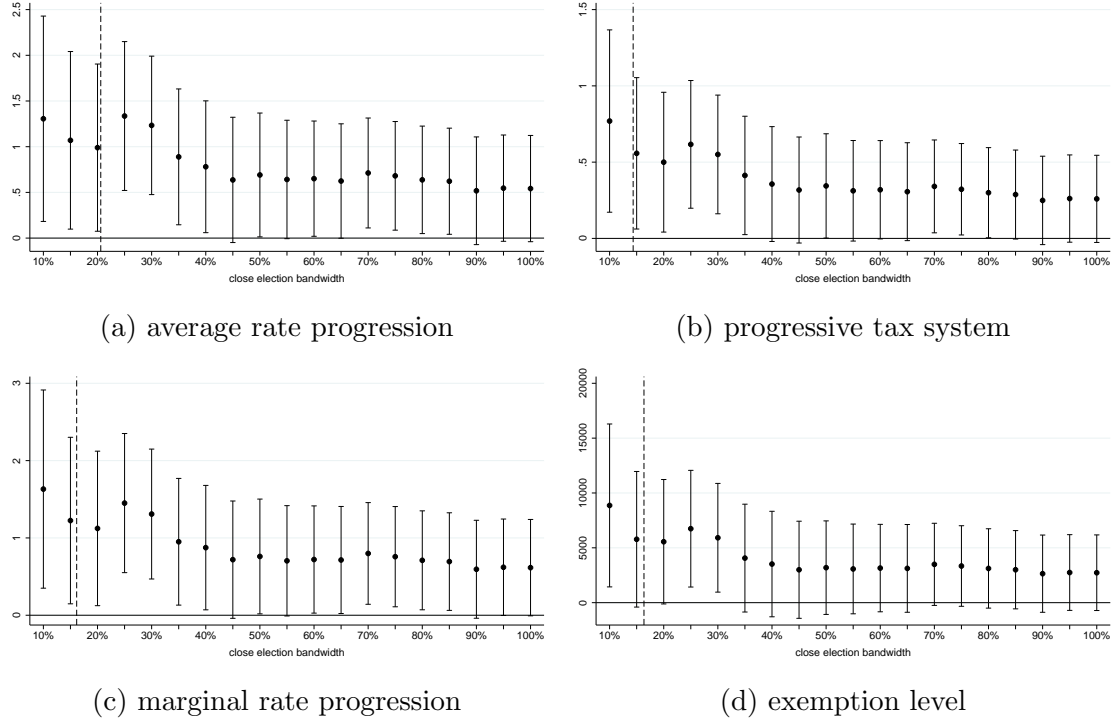 2.5
2
1.5
1
.5
0
10% 20% 30% 40% 50% 60% 70% 80% 90% 100%
close election bandwidth
(a) average rate progression
1.5
1
.5
0
10% 20% 30% 40% 50% 60% 70% 80% 90% 100%
close election bandwidth
(b) progressive tax system
3
2
1
0
10% 20% 30% 40% 50% 60% 70% 80% 90% 100%
close election bandwidth
(c) marginal rate progression
20000
15000
10000
5000
0
10% 20% 30% 40% 50% 60% 70% 80% 90% 100%
close election bandwidth
(d) exemption level